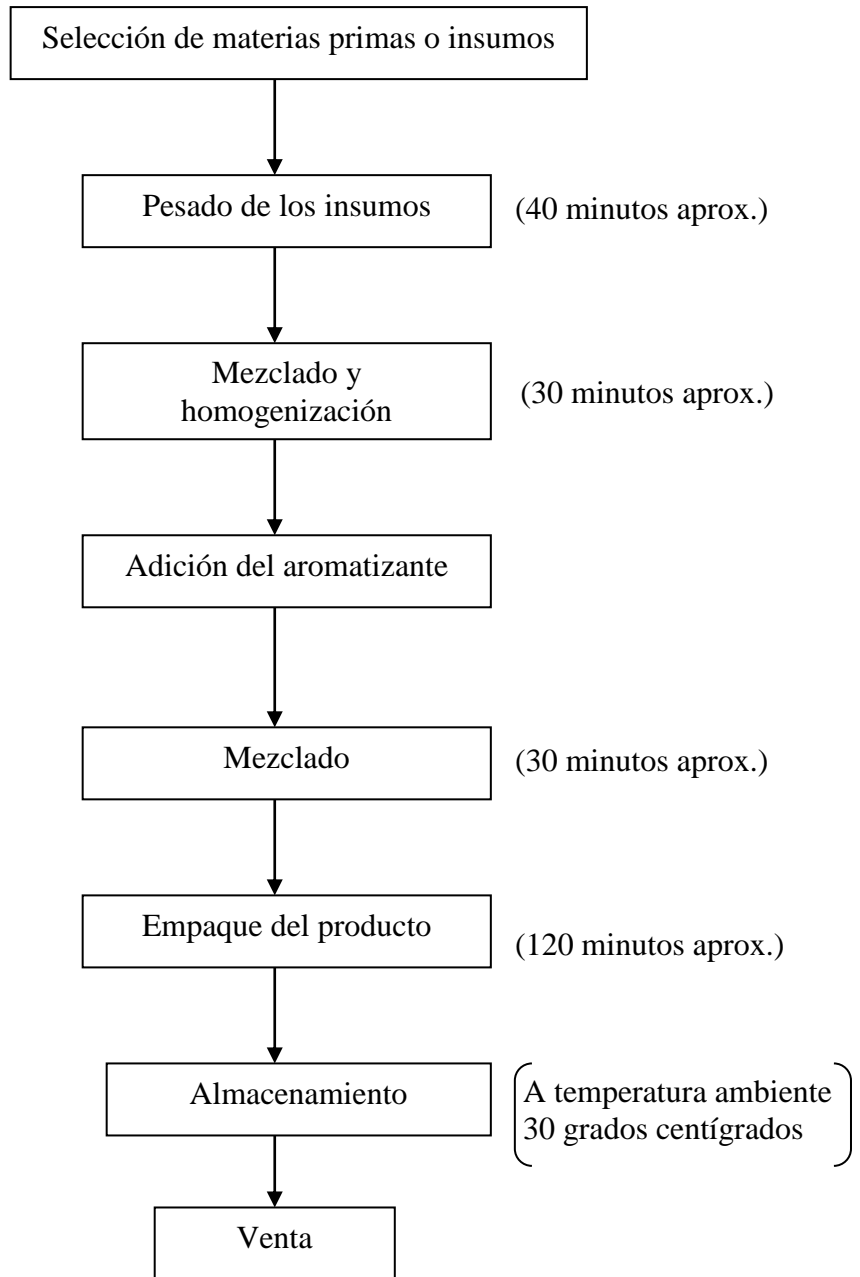 Selección de materias primas o insumos
Pesado de los insumos
(40 minutos aprox.)
Mezclado y
homogenización
(30 minutos aprox.)
Adición del aromatizante
Mezclado
(30 minutos aprox.)
Empaque del producto
(120 minutos aprox.)
Almacenamiento
A temperatura ambiente
30 grados centígrados
Venta